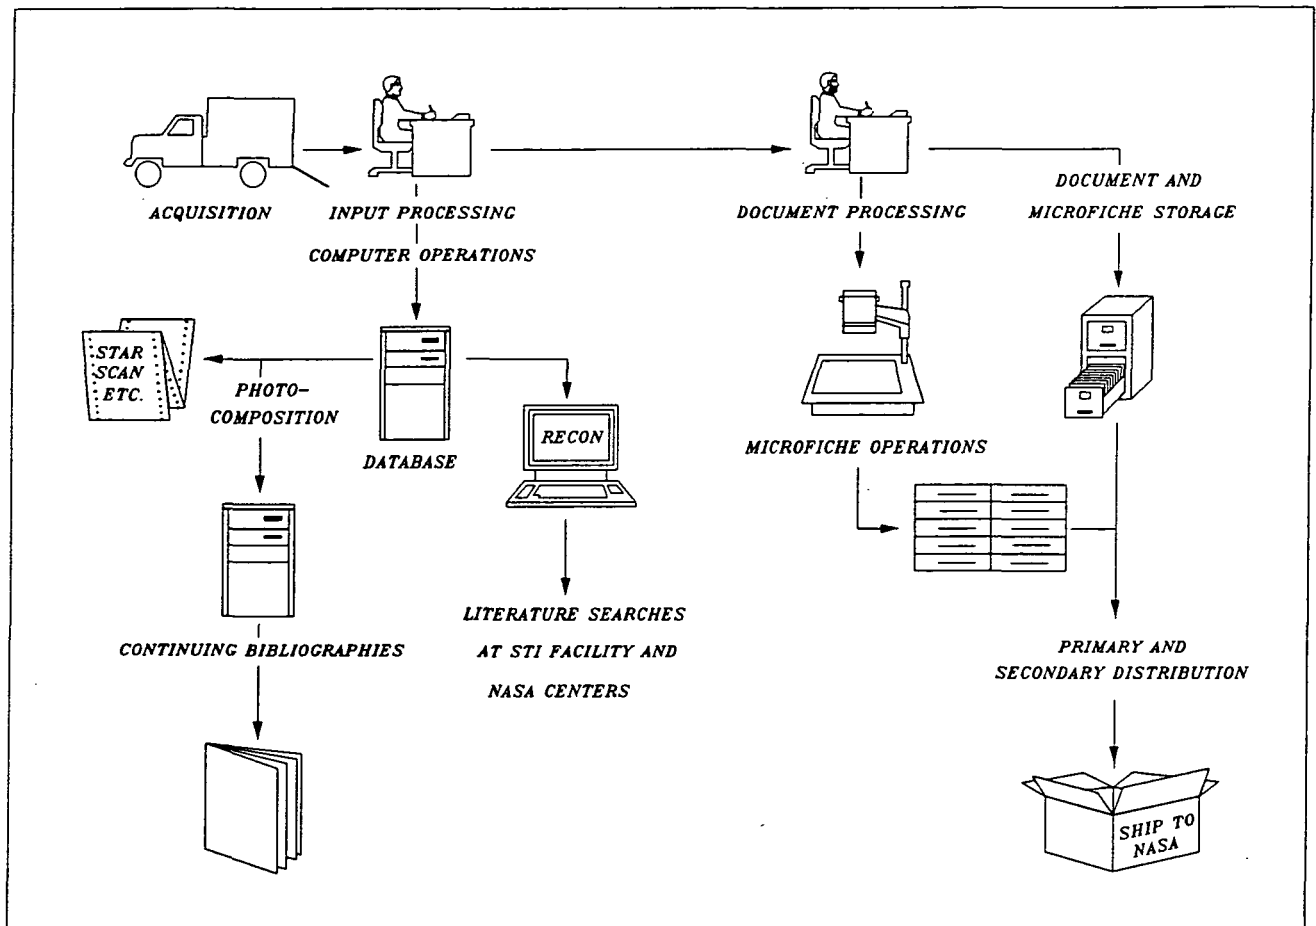 ACQUISITION
INPUT PROCESSING
COMPUTER OPERATIONS
DOCUMENT PROCESSING
DOCUMENT AND
MICROFICHE STORAGE
STAR
SCAN
ETC.
PHOTO-
COMPOSITION
DATABASE
RECON
MICROFICHE OPERATIONS
CONTINUING BIBLIOGRAPHIES
LITERATURE SEARCHES
AT STI FACILITY AND
NASA CENTERS
PRIMARY AND
SECONDARY DISTRIBUTION
SHIP TO
NASA